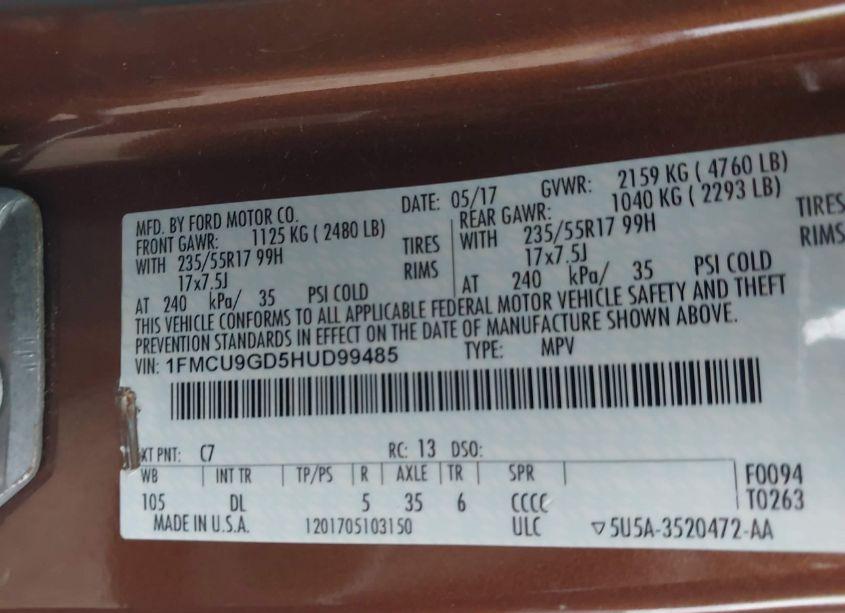 MFD. BY FORD MOTOR CO. DATE: 05/17 GVWR: 2159 KG ( 4760 LB)
FRONT GAWR: 1125 KG ( 2480 LB) REAR GAWR: 1040 KG ( 2293 LB)
WITH 235/55R17 99H TIRES WITH 235/55R17 99H TIRES
17x7.5J RIMS 17x7.5J RIMS
AT 240 kPa/ 35 PSI COLD AT 240 kPa/ 35 PSI COLD
THIS VEHICLE CONFORMS TO ALL APPLICABLE FEDERAL MOTOR VEHICLE SAFETY AND THEFT
PREVENTION STANDARDS IN EFFECT ON THE DATE OF MANUFACTURE SHOWN ABOVE.
VIN: 1FMCU9GD5HUD99485 TYPE: MPV
XT PNT: C7 RC: 13 DSO:
WB INT TR TP/PS R AXLE TR SPR F0094
105 DL 5 35 6 CCCC T0263
MADE IN U.S.A. 1201705103150 ULC ▽5U5A-3520472-AA